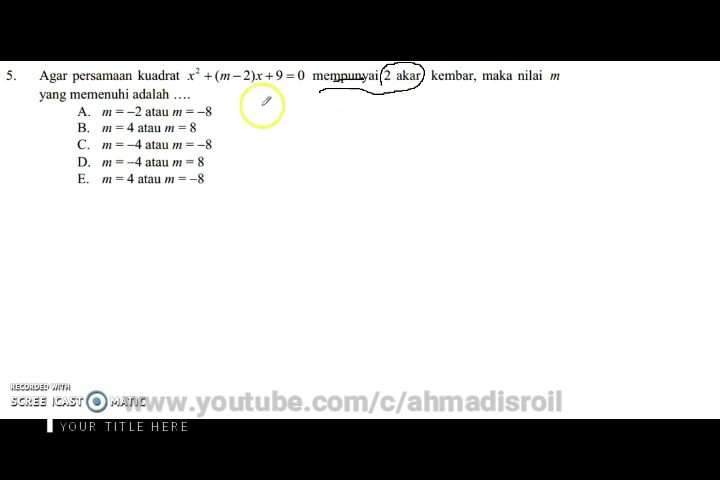 5. Agar persamaan kuadrat x² + (m − 2)x + 9 = 0 mempunyai 2 akar kembar, maka nilai m
yang memenuhi adalah ….
A. m = −2 atau m = −8
B. m = 4 atau m = 8
C. m = −4 atau m = −8
D. m = −4 atau m = 8
E. m = 4 atau m = −8
RECORDED WITH
SCREENCAST MATIC
www.youtube.com/c/ahmadisroil
YOUR TITLE HERE